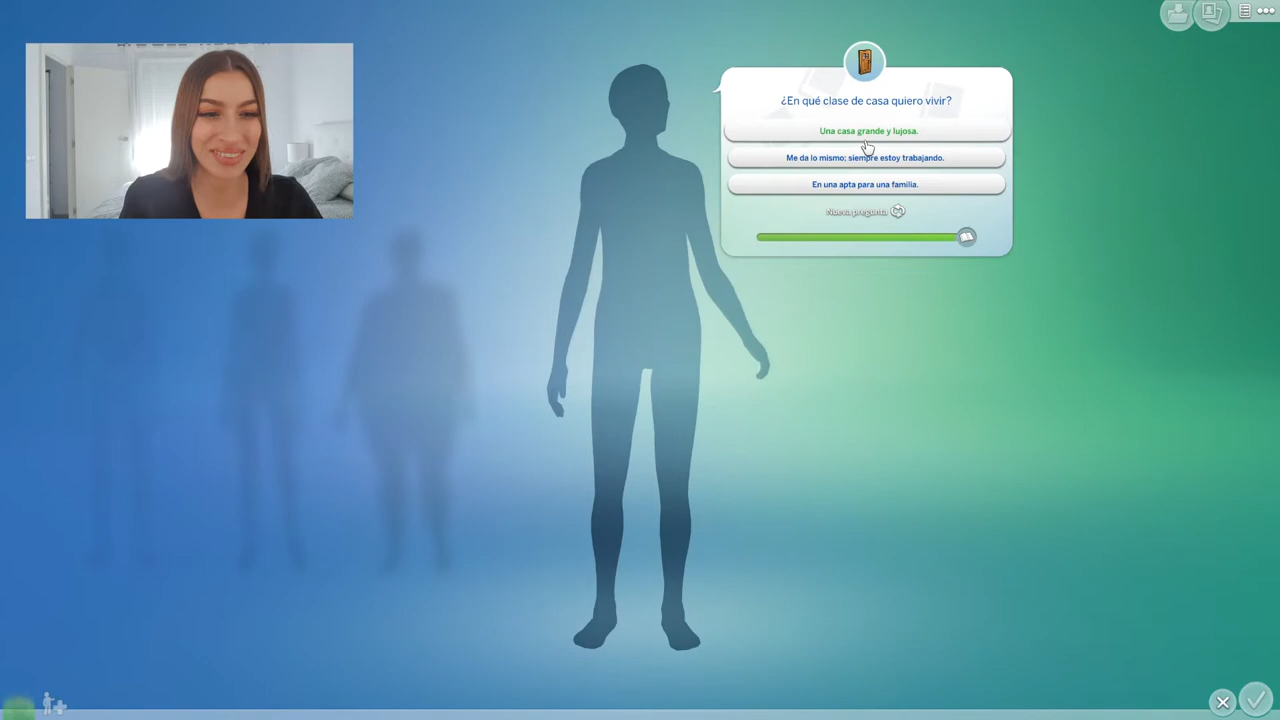 ¿En qué clase de casa quiero vivir?
Una casa grande y lujosa.
Me da lo mismo; siempre estoy trabajando.
En una apta para una familia.
Nueva pregunta